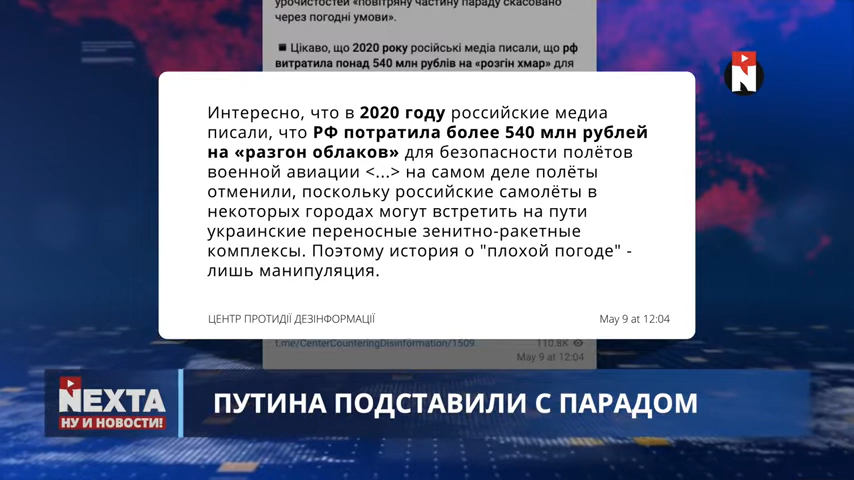 урочистостей «повітряну частину параду скасовано
через погодні умови».
■ Цікаво, що 2020 року російські медіа писали, що рф
витратила понад 540 млн рублів на «розгін хмар» для
N
Интересно, что в 2020 году российские медиа
писали, что РФ потратила более 540 млн рублей
на «разгон облаков» для безопасности полётов
военной авиации <...> на самом деле полёты
отменили, поскольку российские самолёты в
некоторых городах могут встретить на пути
украинские переносные зенитно-ракетные
комплексы. Поэтому история о "плохой погоде" -
лишь манипуляция.
ЦЕНТР ПРОТИДІЇ ДЕЗІНФОРМАЦІЇ May 9 at 12:04
t.me/CenterCounteringDisinformation/1509 110.8K
May 9 at 12:04
NEXTA
НУ И НОВОСТИ!
ПУТИНА ПОДСТАВИЛИ С ПАРАДОМ